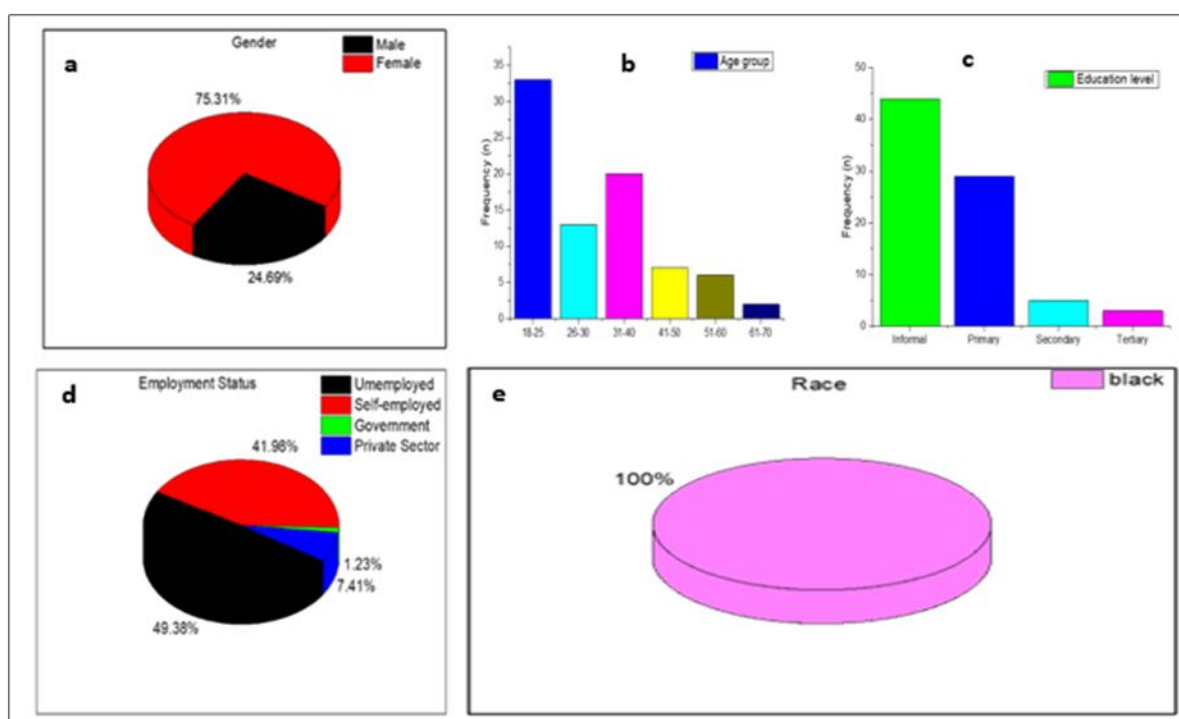 a
Gender
Male
Female
75.31%
24.69%
b
Age group
Frequency (n)
35
30
25
20
15
10
5
0
18-25
26-30
31-40
41-50
51-60
61-70
c
Education level
Frequency (n)
50
40
30
20
10
0
Informal
Primary
Secondary
Tertiary
d
Employment Status
Umemployed
Self-employed
Government
Private Sector
41.98%
1.23%
7.41%
49.38%
e
Race
black
100%